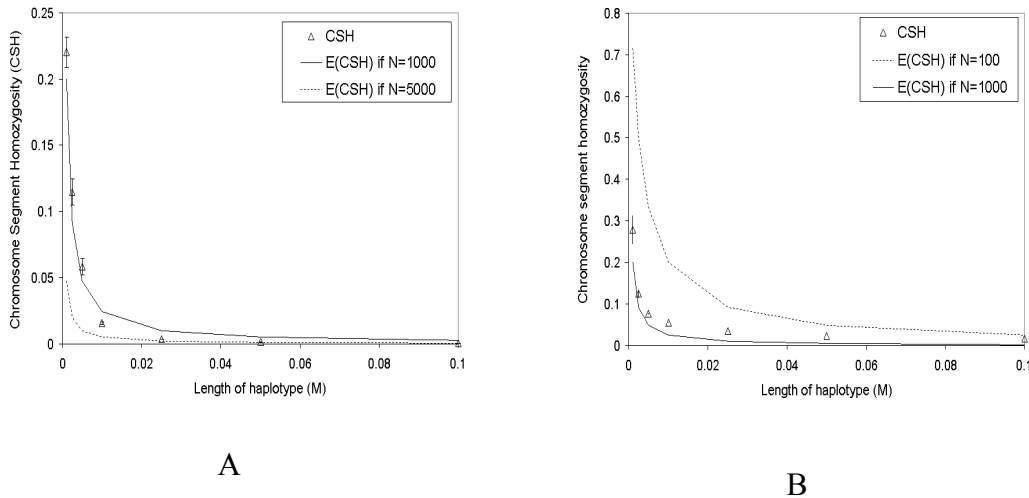 0.25
0.2
0.15
0.1
0.05
0
Chromosome Segment Homozygosity (CSH)
CSH
E(CSH) if N=1000
E(CSH) if N=5000
0 0.02 0.04 0.06 0.08 0.1
Length of haplotype (M)
A
0.8
0.7
0.6
0.5
0.4
0.3
0.2
0.1
0
Chromosome segment homozygosity
CSH
E(CSH) if N=100
E(CSH) if N=1000
0 0.02 0.04 0.06 0.08 0.1
Length of haplotype (M)
B